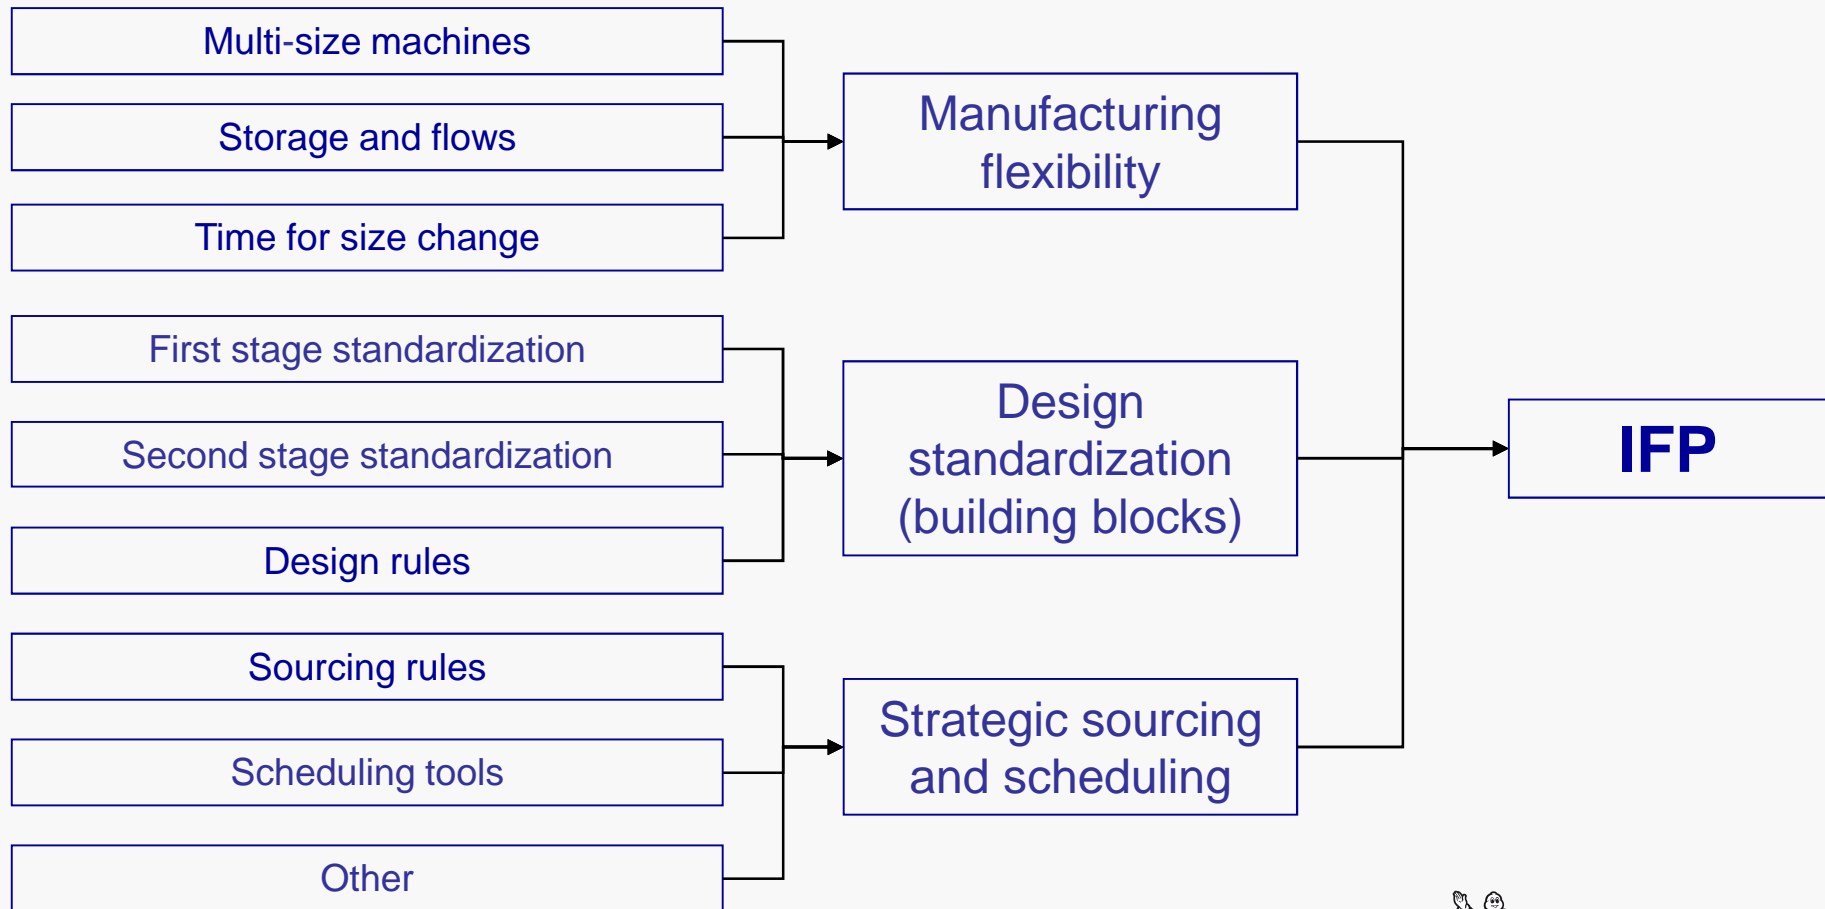 Multi-size machines
Storage and flows
Time for size change
First stage standardization
Second stage standardization
Design rules
Sourcing rules
Scheduling tools
Other
Manufacturing
flexibility
Design
standardization
(building blocks)
Strategic sourcing
and scheduling
IFP